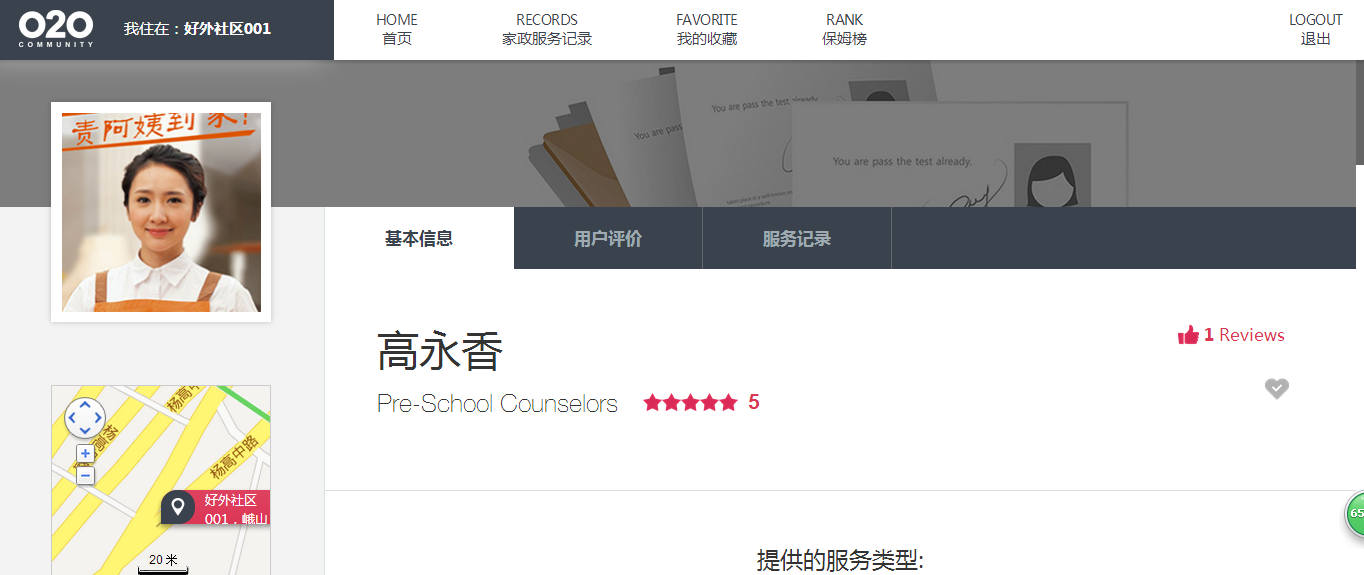 O2O
COMMUNITY
我住在：好外社区001
HOME
首页
RECORDS
家政服务记录
FAVORITE
我的收藏
RANK
保姆榜
LOGOUT
退出
You are pass the test already.
You are pass
You are pass the test already.
责阿姨到家!
基本信息
用户评价
服务记录
高永香
1 Reviews
Pre-School Counselors
5
杨高中
杨高中路
好外社区
001，峨山
20 米
65
提供的服务类型: